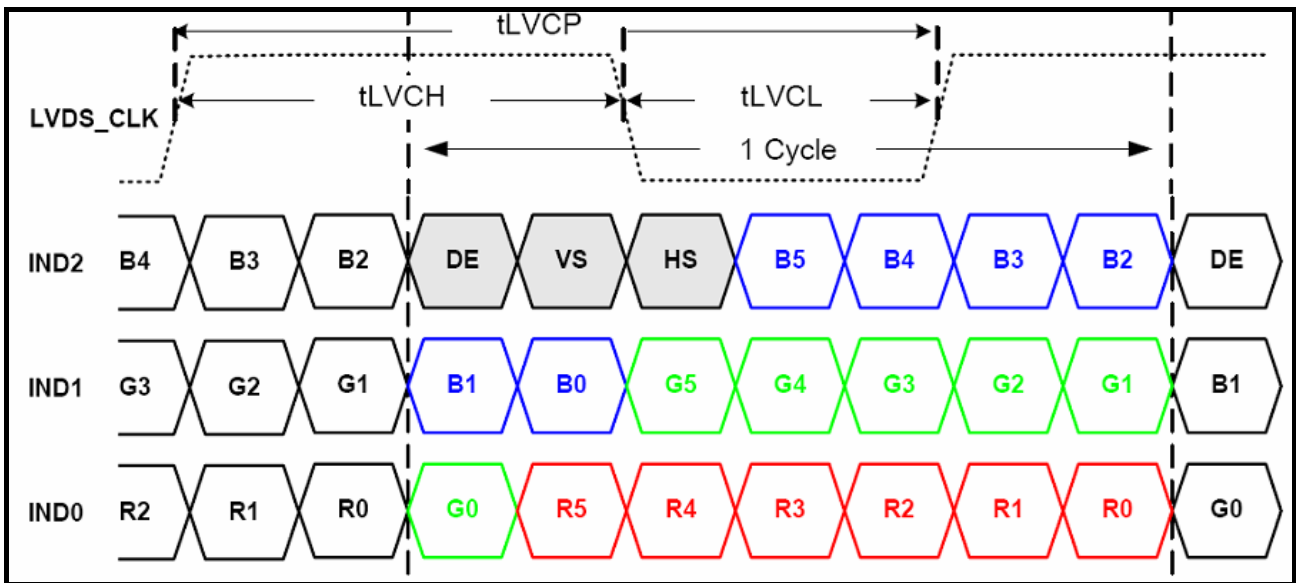 tLVCP
tLVCH tLVCL
LVDS_CLK
1 Cycle
IND2 B4 B3 B2 DE VS HS B5 B4 B3 B2 DE
IND1 G3 G2 G1 B1 B0 G5 G4 G3 G2 G1 B1
IND0 R2 R1 R0 G0 R5 R4 R3 R2 R1 R0 G0